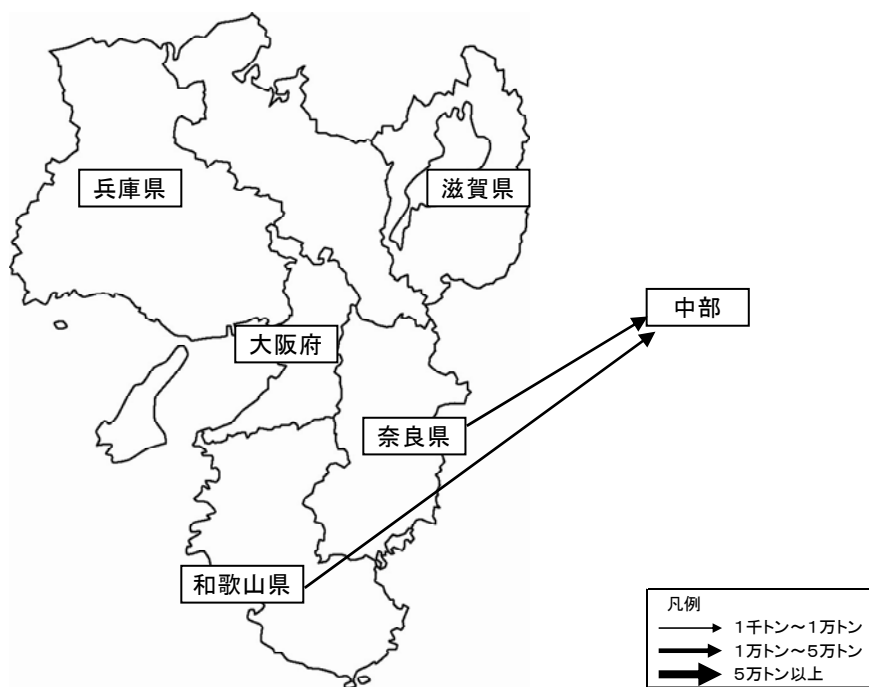 兵庫県
滋賀県
中部
大阪府
奈良県
和歌山県
凡例
1千トン~1万トン
1万トン~5万トン
5万トン以上